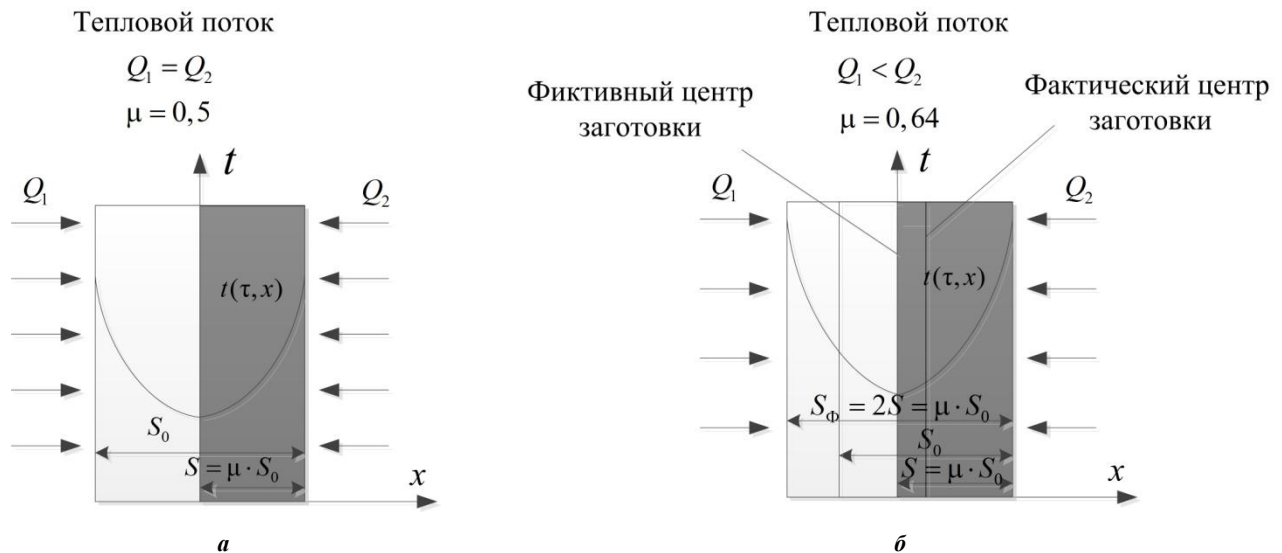 Тепловой поток
Q₁ = Q₂
μ = 0,5
t
Q₁
Q₂
t(τ, x)
S₀
S = μ · S₀
x
а
Тепловой поток
Q₁ < Q₂
μ = 0,64
Фиктивный центр
заготовки
Фактический центр
заготовки
t
Q₁
Q₂
t(τ, x)
S_Ф = 2S = μ · S₀
S₀
S = μ · S₀
x
б